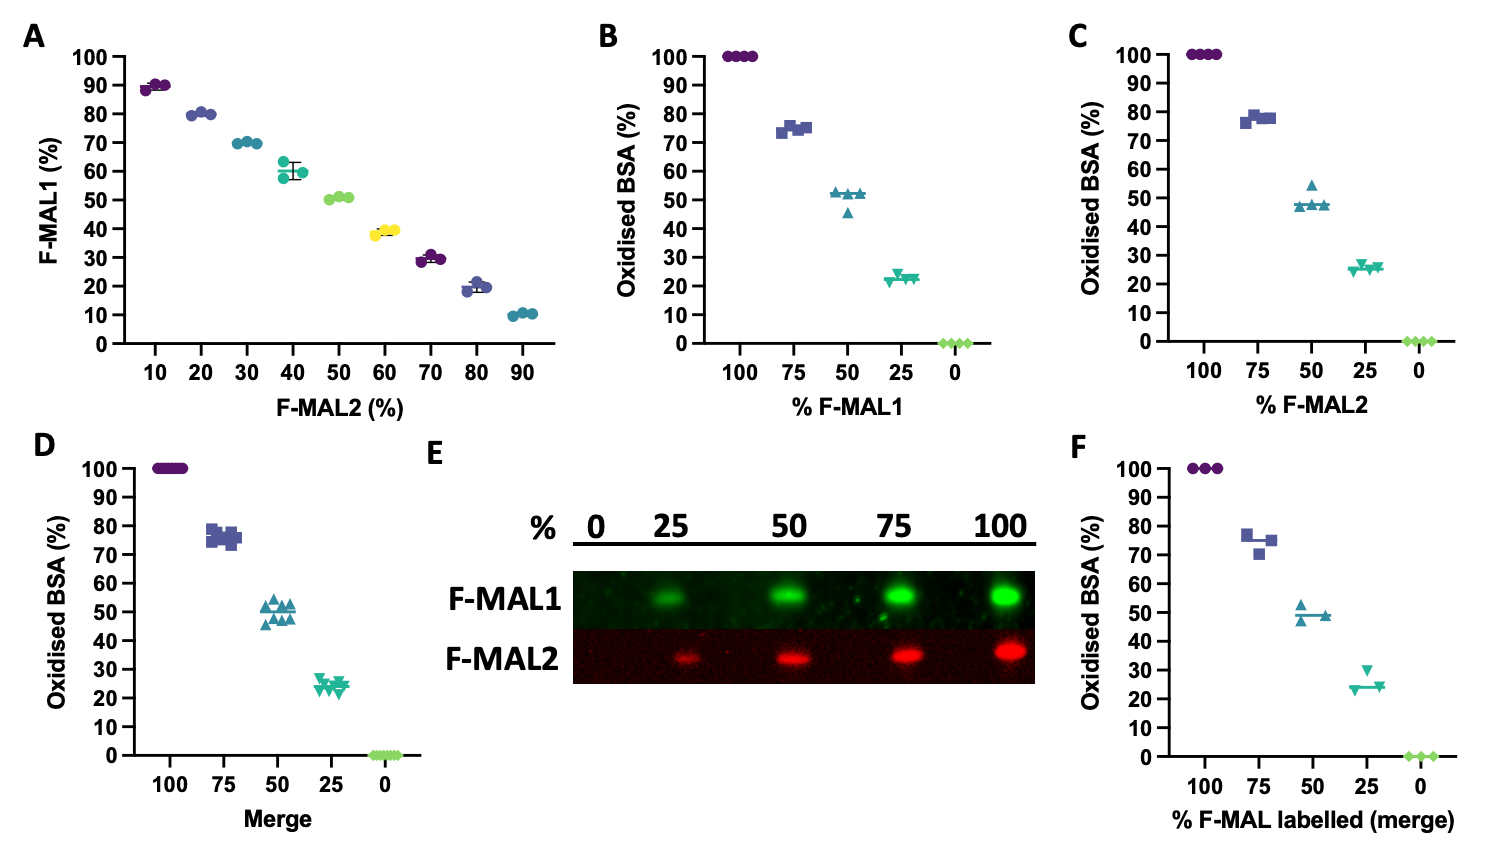 A
100
90
80
70
60
50
40
30
20
10
0
F-MAL1 (%)
10 20 30 40 50 60 70 80 90
F-MAL2 (%)
B
100
90
80
70
60
50
40
30
20
10
0
Oxidised BSA (%)
100 75 50 25 0
% F-MAL1
C
100
90
80
70
60
50
40
30
20
10
0
Oxidised BSA (%)
100 75 50 25 0
% F-MAL2
D
100
90
80
70
60
50
40
30
20
10
0
Oxidised BSA (%)
100 75 50 25 0
Merge
E
% 0 25 50 75 100
F-MAL1
F-MAL2
F
100
90
80
70
60
50
40
30
20
10
0
Oxidised BSA (%)
100 75 50 25 0
% F-MAL labelled (merge)